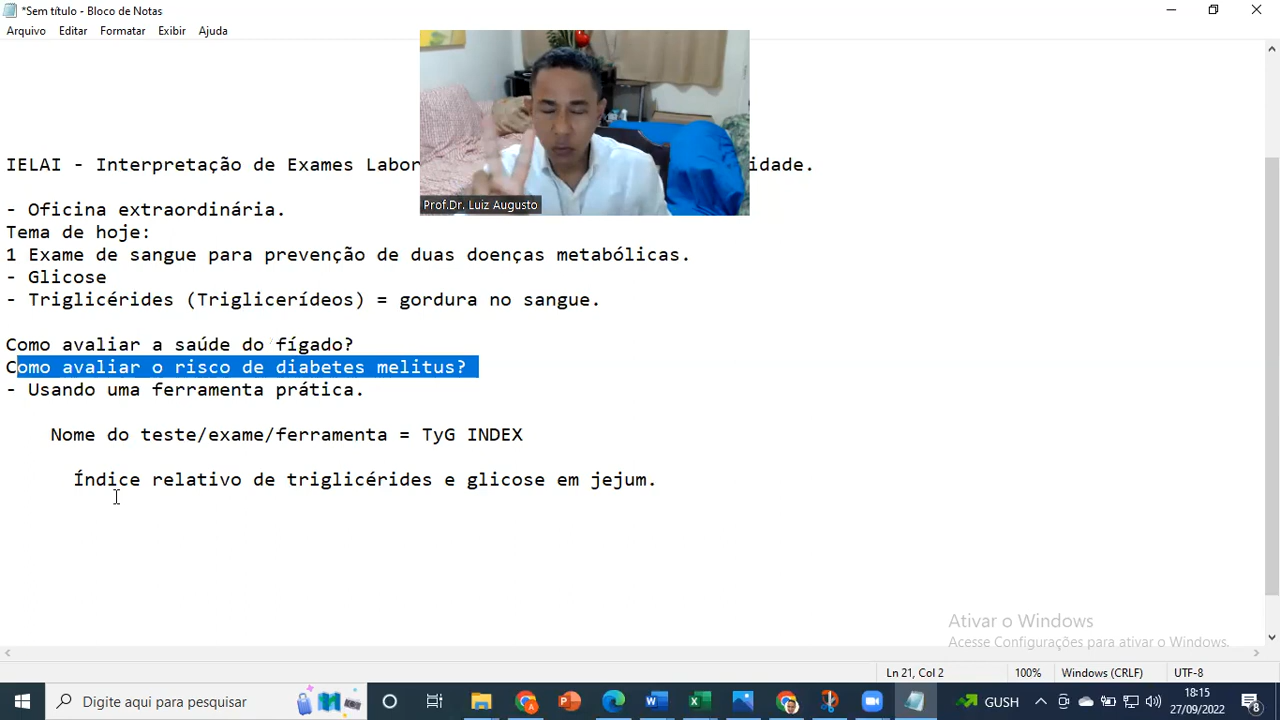 *Sem título - Bloco de Notas
Arquivo Editar Formatar Exibir Ajuda
IELAI - Interpretação de Exames Labor
idade.
- Oficina extraordinária.
Tema de hoje:
1 Exame de sangue para prevenção de duas doenças metabólicas.
- Glicose
- Triglicérides (Triglicerídeos) = gordura no sangue.
Como avaliar a saúde do fígado?
Como avaliar o risco de diabetes melitus?
- Usando uma ferramenta prática.
Nome do teste/exame/ferramenta = TyG INDEX
Índice relativo de triglicérides e glicose em jejum.
Prof.Dr. Luiz Augusto
Ativar o Windows
Acesse Configurações para ativar o Windows.
Ln 21, Col 2 100% Windows (CRLF) UTF-8
Digite aqui para pesquisar
GUSH
18:15
27/09/2022
8